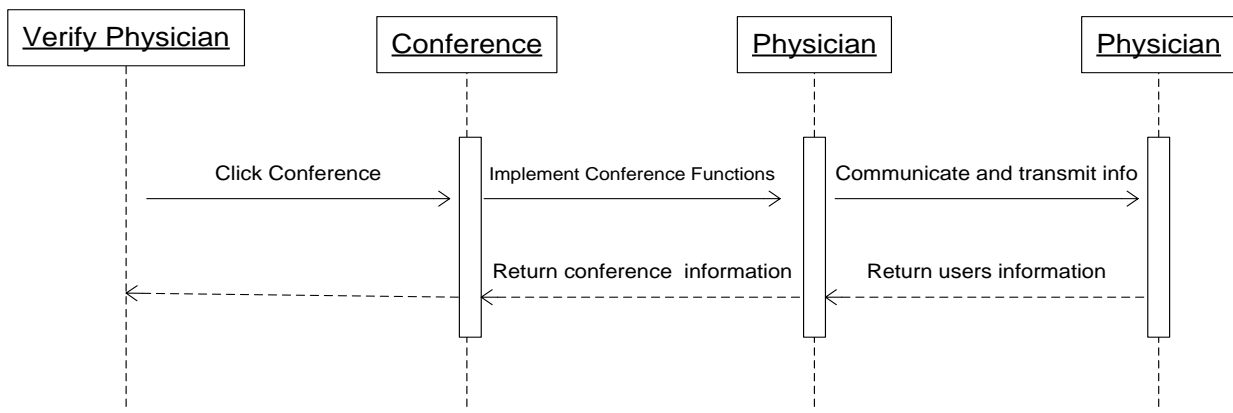 Verify Physician
Conference
Physician
Physician
Click Conference
Implement Conference Functions
Communicate and transmit info
Return conference information
Return users information